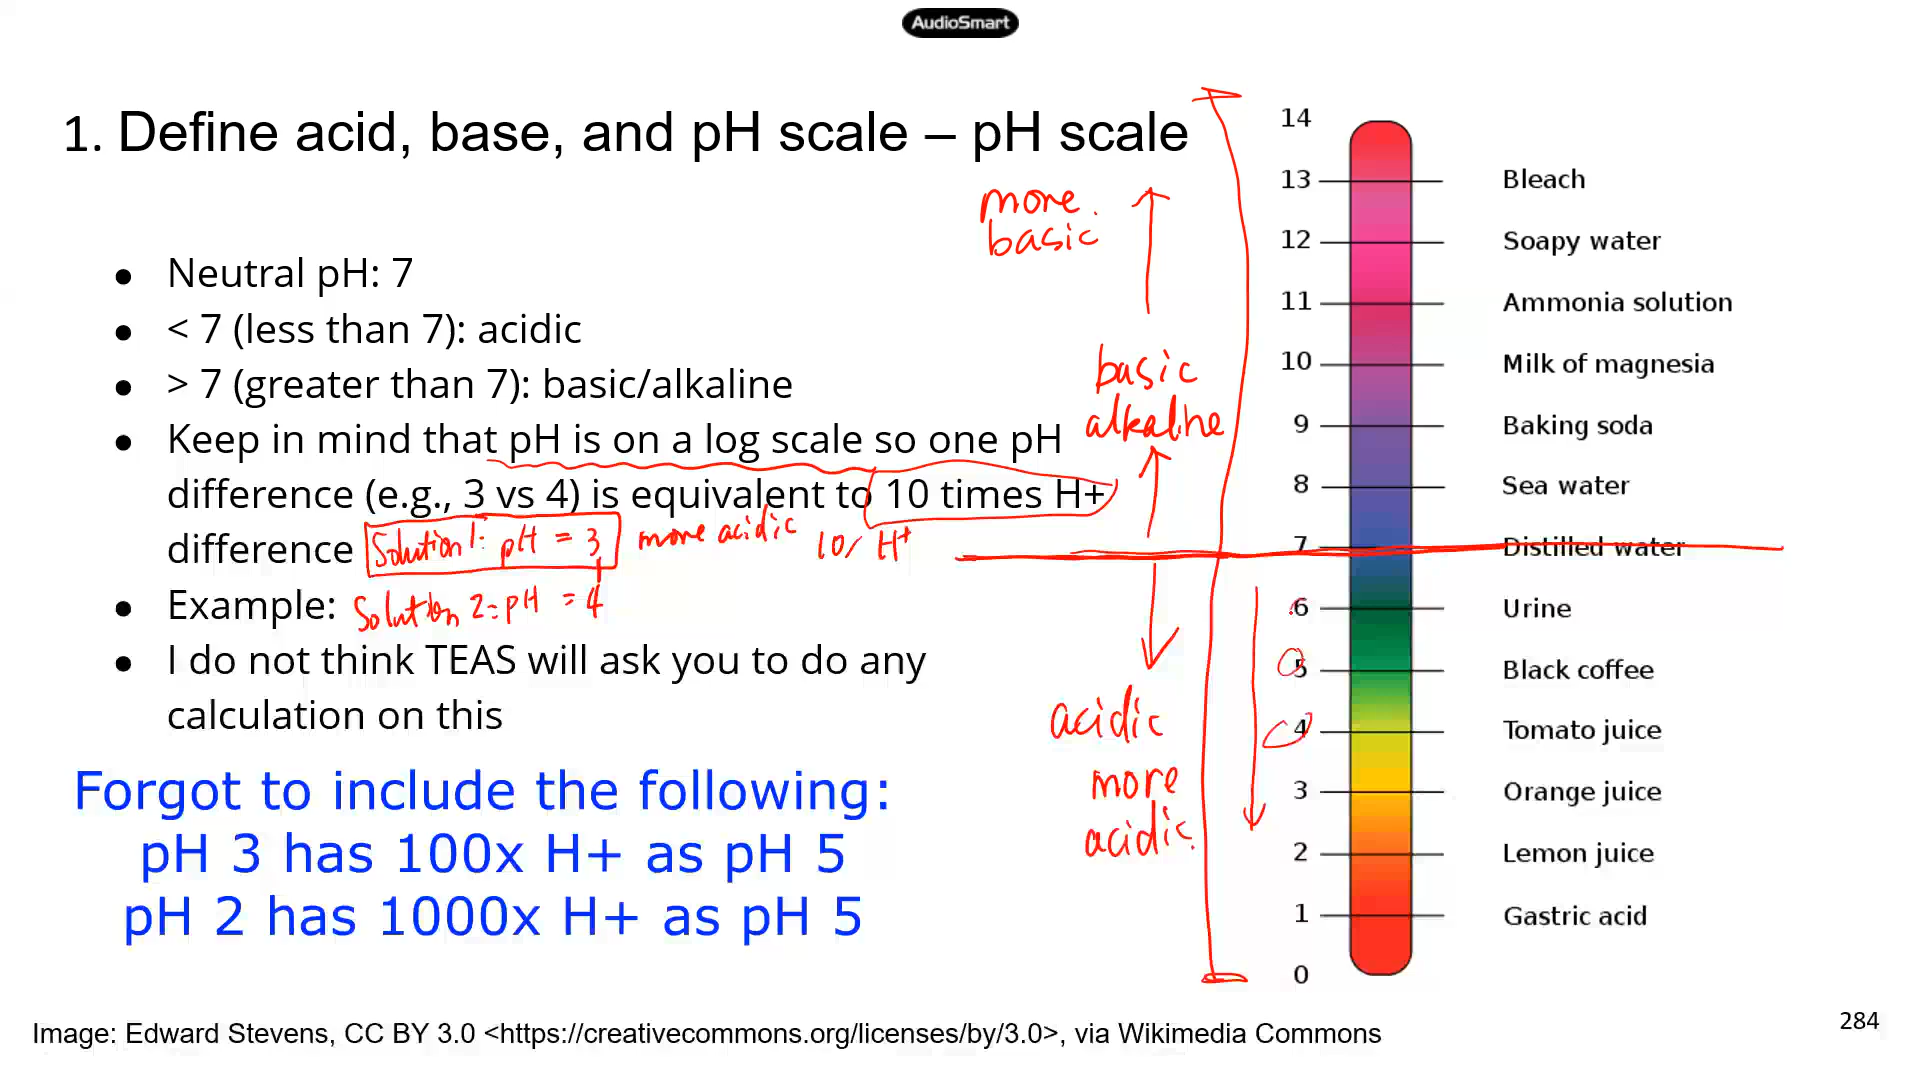 AudioSmart
1. Define acid, base, and pH scale – pH scale
● Neutral pH: 7
● < 7 (less than 7): acidic
● > 7 (greater than 7): basic/alkaline
● Keep in mind that pH is on a log scale so one pH
difference (e.g., 3 vs 4) is equivalent to 10 times H+
difference
Solution 1: pH = 3 more acidic 10x H+
● Example:
Solution 2: pH = 4
● I do not think TEAS will ask you to do any
calculation on this
Forgot to include the following:
pH 3 has 100x H+ as pH 5
pH 2 has 1000x H+ as pH 5
more
basic
basic
alkaline
acidic
more
acidic
14
13 Bleach
12 Soapy water
11 Ammonia solution
10 Milk of magnesia
9 Baking soda
8 Sea water
7 Distilled water
6 Urine
5 Black coffee
4 Tomato juice
3 Orange juice
2 Lemon juice
1 Gastric acid
0
Image: Edward Stevens, CC BY 3.0 <https://creativecommons.org/licenses/by/3.0>, via Wikimedia Commons
284